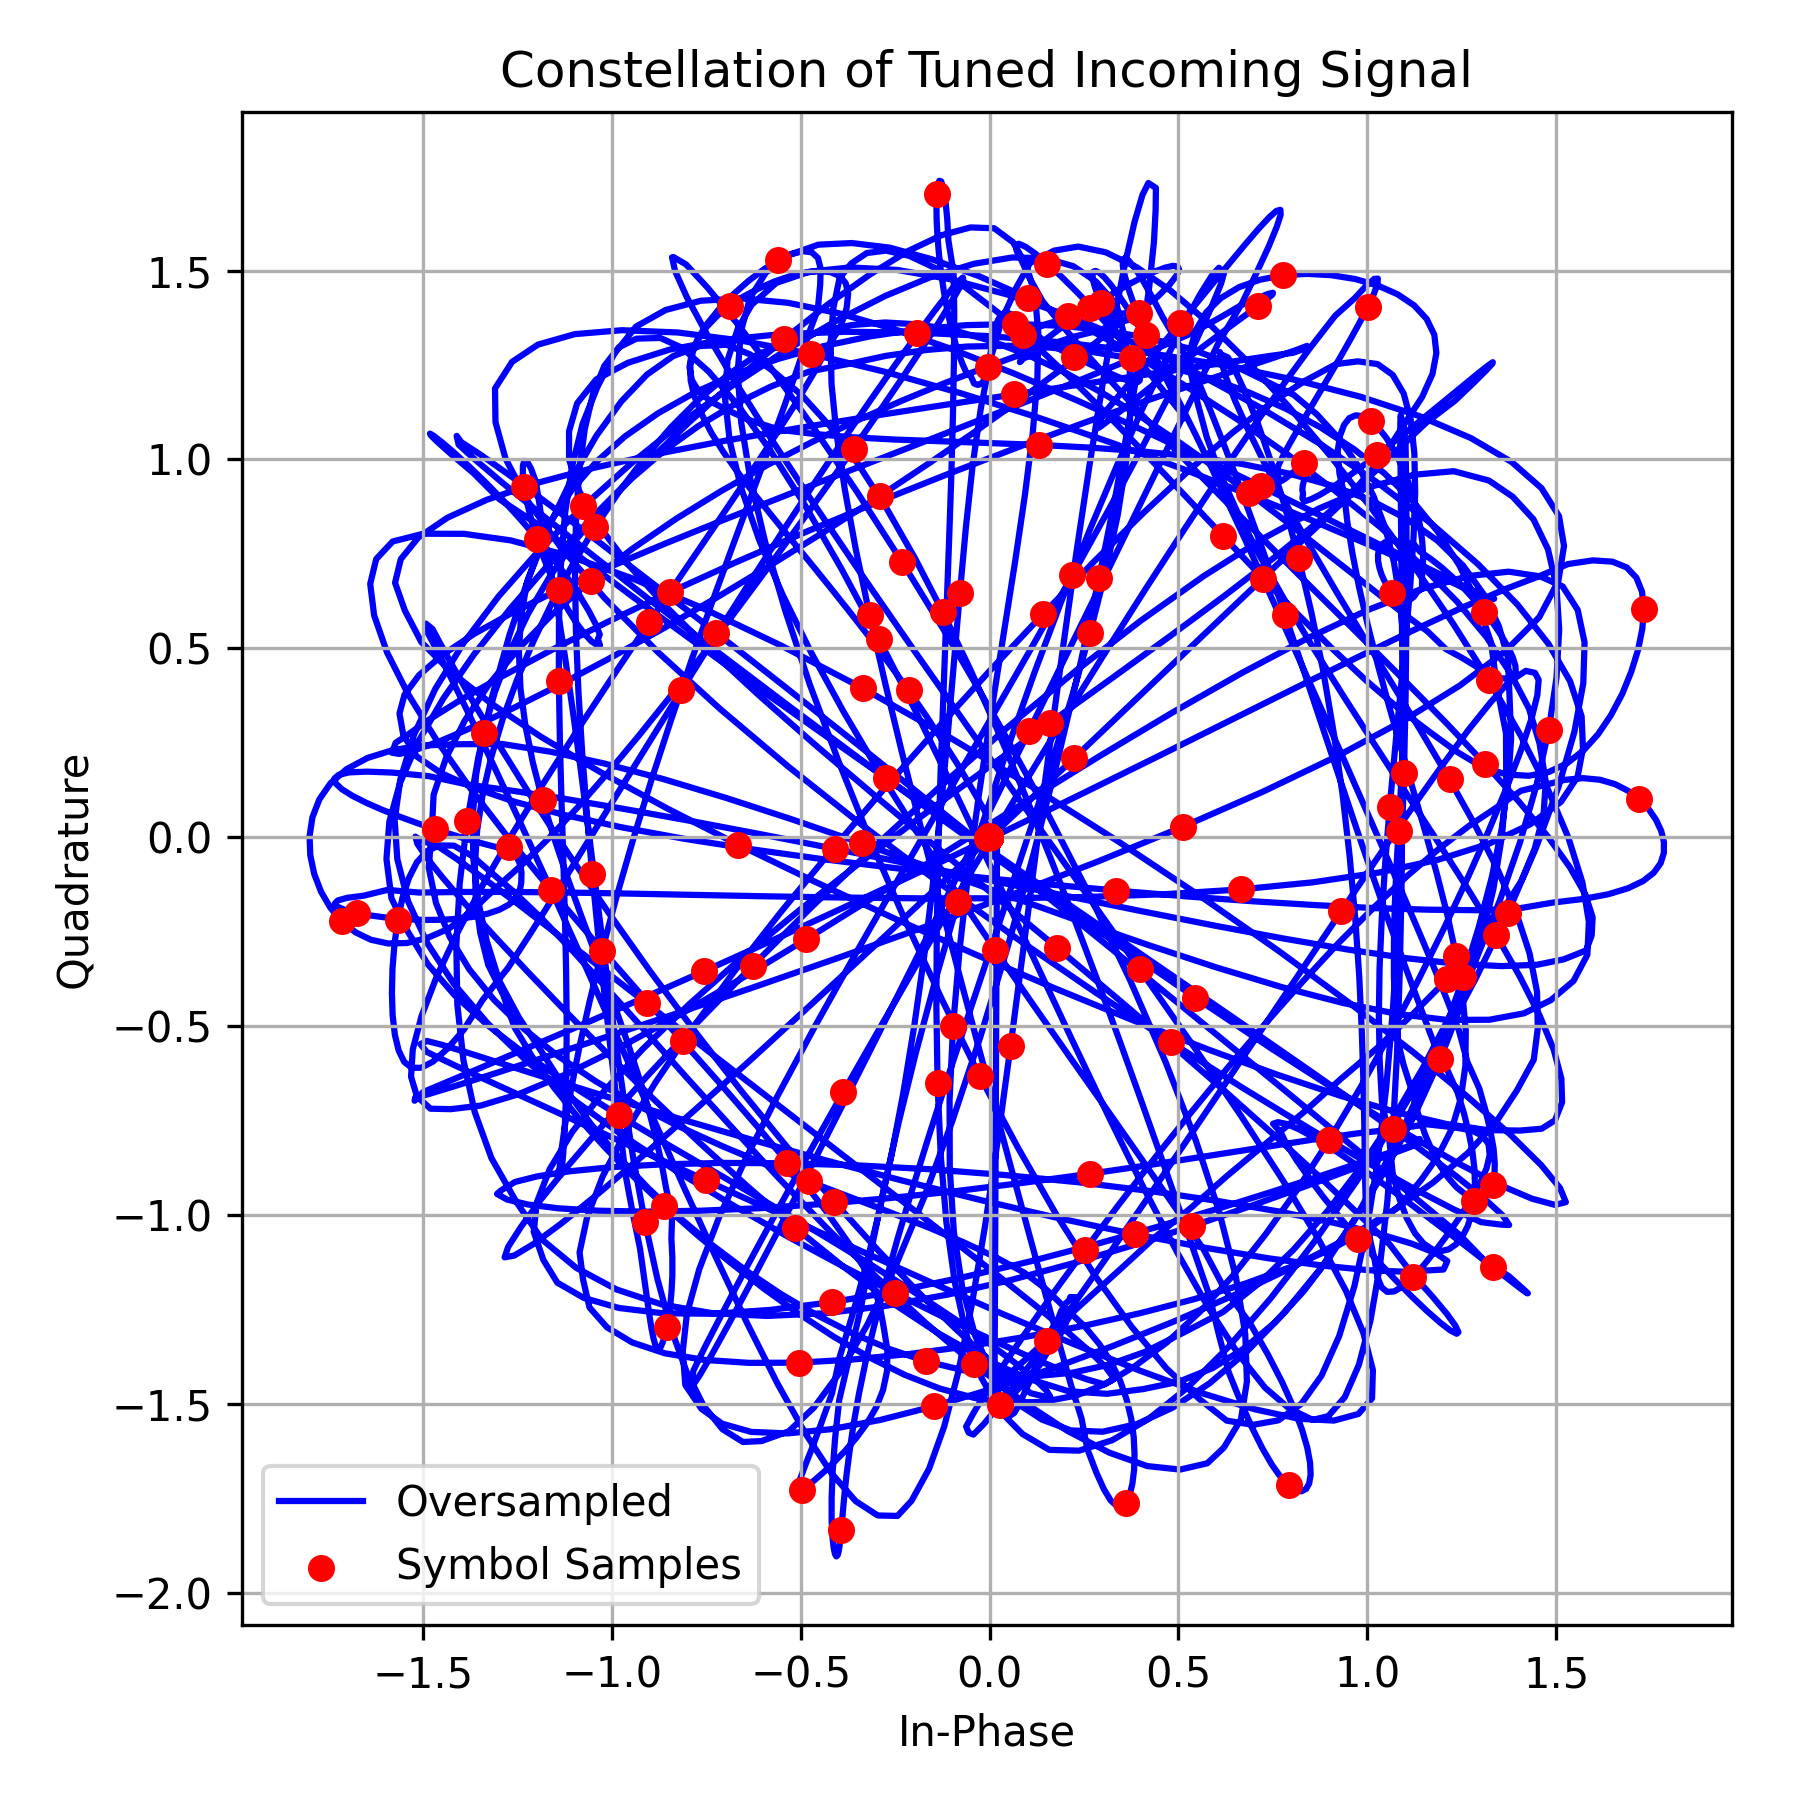 Constellation of Tuned Incoming Signal
1.5
1.0
0.5
0.0
−0.5
−1.0
−1.5
−2.0
Quadrature
Oversampled
Symbol Samples
−1.5 −1.0 −0.5 0.0 0.5 1.0 1.5
In-Phase